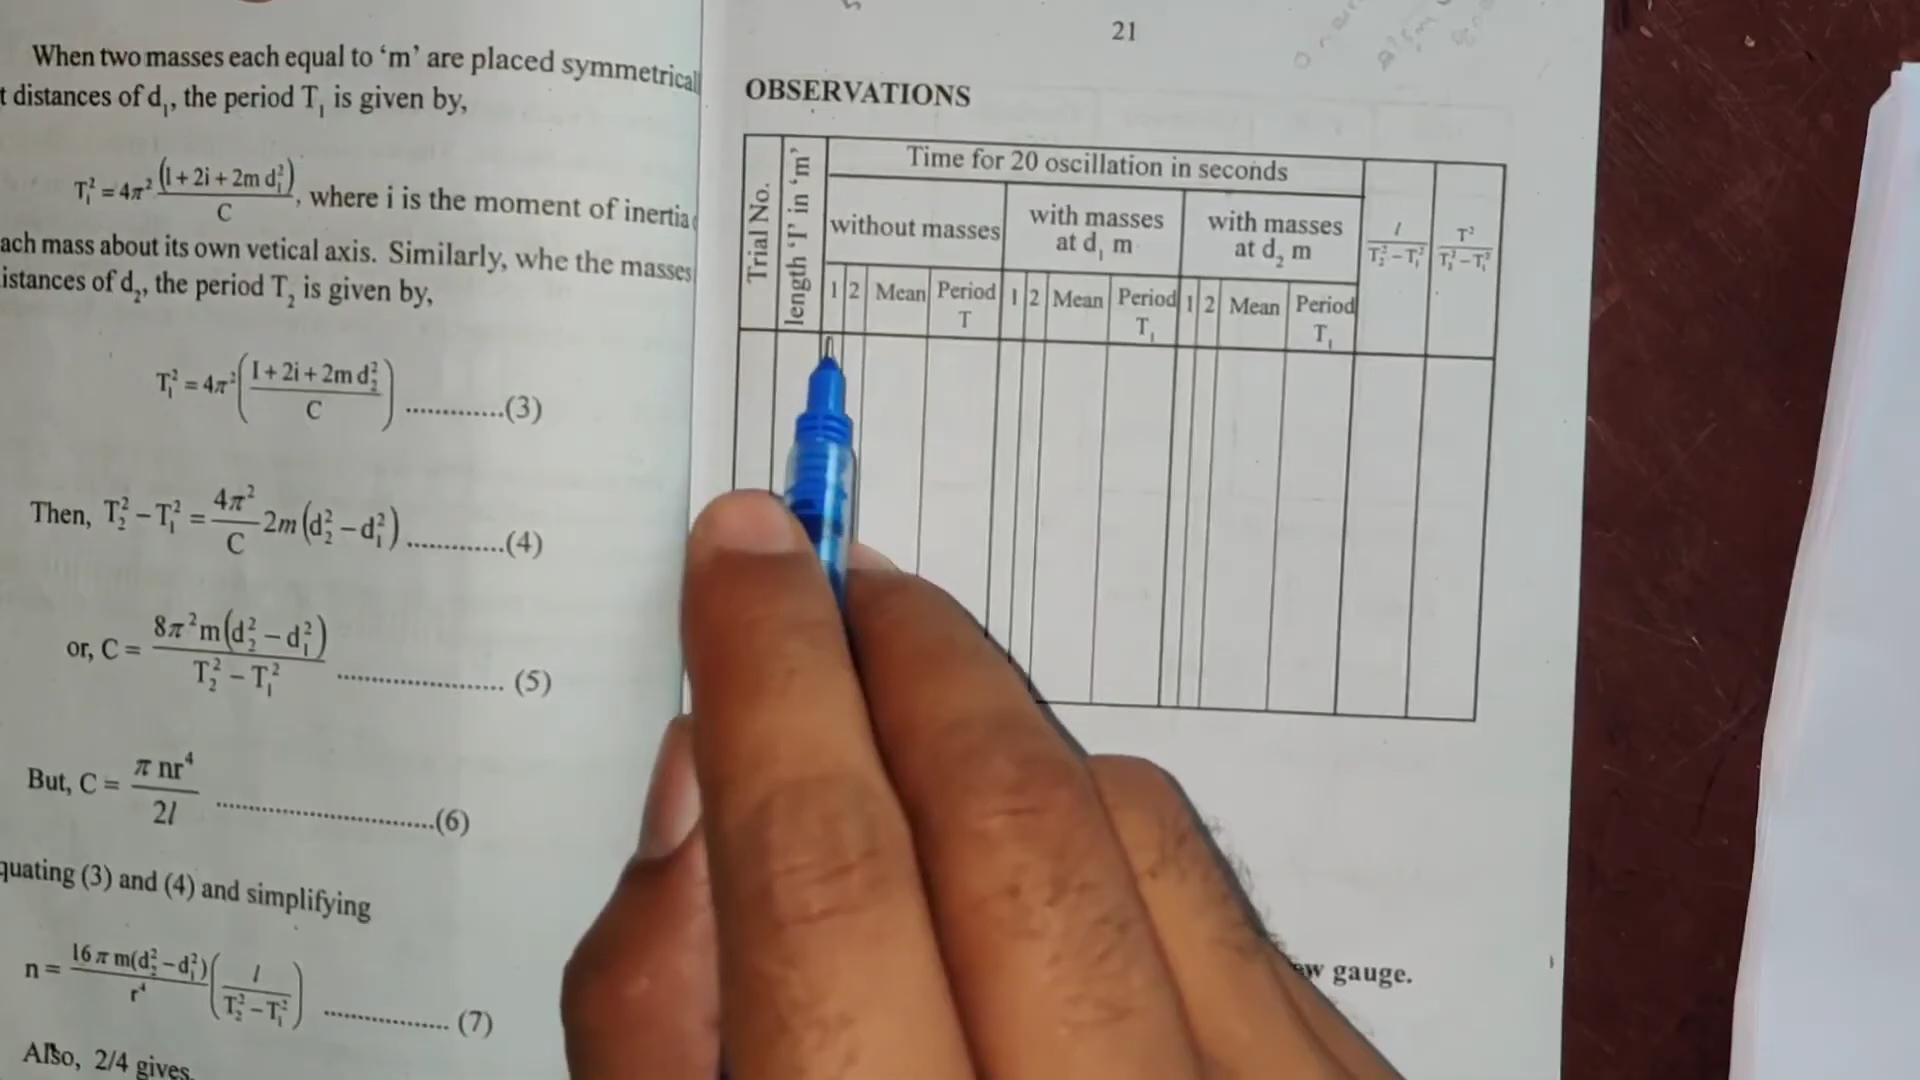 When two masses each equal to ‘m’ are placed symmetrical
t distances of d₁, the period T₁ is given by,
T₁² = 4π² (I + 2i + 2m d₁²) / C, where i is the moment of inertia
ach mass about its own vetical axis. Similarly, whe the masses
istances of d₂, the period T₂ is given by,
T₁² = 4π² ( I + 2i + 2m d₂² / C ) .............(3)
Then, T₂² – T₁² = 4π² / C 2m (d₂² – d₁²) .............(4)
or, C = 8π²m(d₂² – d₁²) / T₂² – T₁² ........................ (5)
But, C = π nr⁴ / 2l ................................(6)
quating (3) and (4) and simplifying
n = 16 π m(d₂² – d₁²) / r⁴ ( l / T₂² – T₁² ) .................. (7)
Also, 2/4 gives,
21
OBSERVATIONS
Trial No.
length ‘l’ in ‘m’
Time for 20 oscillation in seconds
without masses
with masses
at d₁ m
with masses
at d₂ m
l / T₂² – T₁²
1 2 Mean Period
T
1 2 Mean Period
T₁
1 2 Mean Period
T₁
ew gauge.